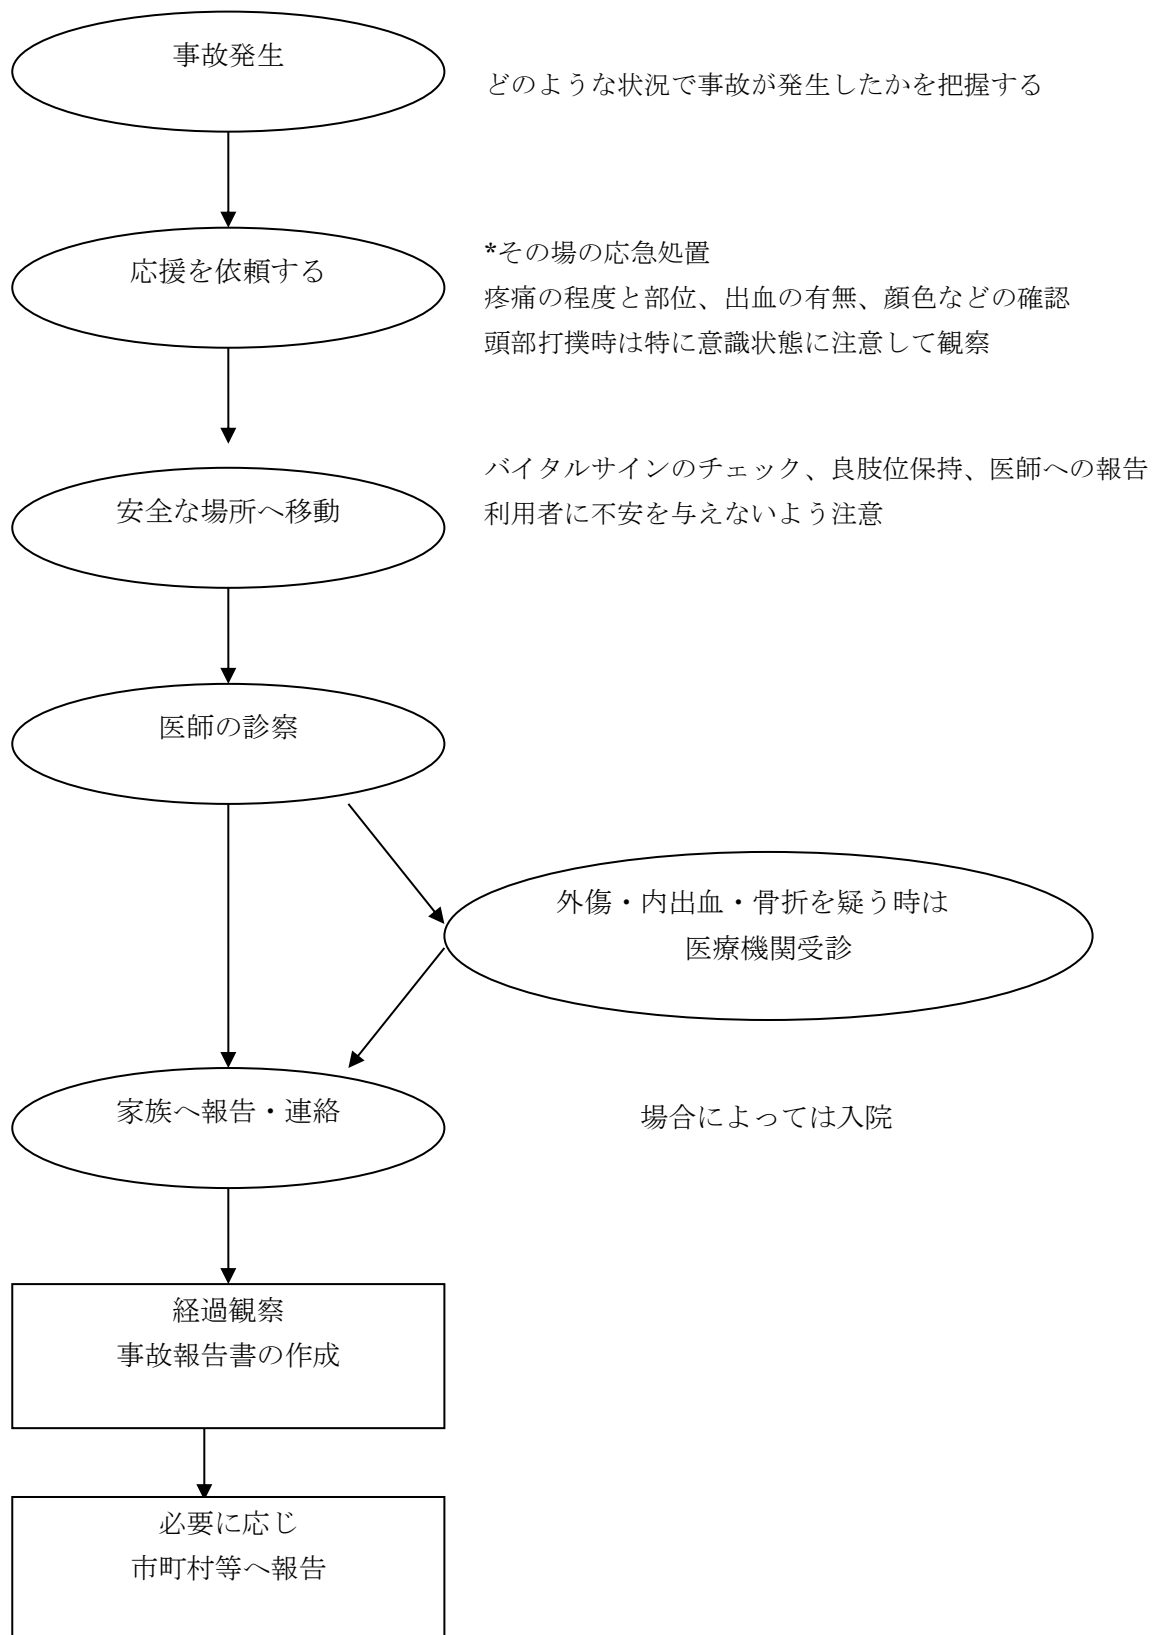 事故発生
どのような状況で事故が発生したかを把握する
応援を依頼する
*その場の応急処置
疼痛の程度と部位、出血の有無、顔色などの確認
頭部打撲時は特に意識状態に注意して観察
安全な場所へ移動
バイタルサインのチェック、良肢位保持、医師への報告
利用者に不安を与えないよう注意
医師の診察
外傷・内出血・骨折を疑う時は
医療機関受診
家族へ報告・連絡
場合によっては入院
経過観察
事故報告書の作成
必要に応じ
市町村等へ報告